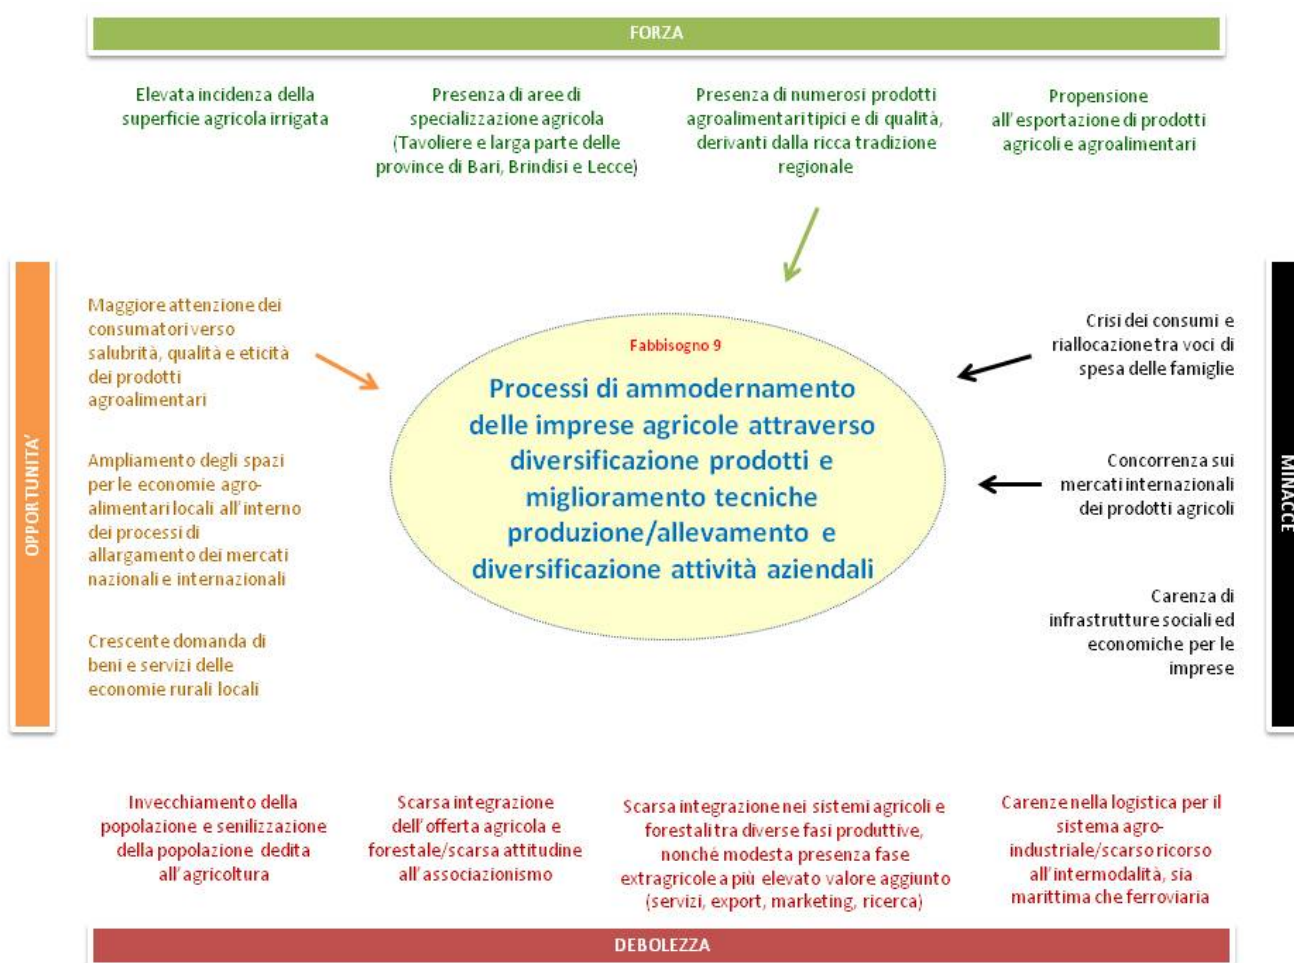 FORZA
Elevata incidenza della
superficie agricola irrigata
Presenza di aree di
specializzazione agricola
(Tavoliere e larga parte delle
province di Bari, Brindisi e Lecce)
Presenza di numerosi prodotti
agroalimentari tipici e di qualità,
derivanti dalla ricca tradizione
regionale
Propensione
all'esportazione di prodotti
agricoli e agroalimentari
OPPORTUNITA'
Maggiore attenzione dei
consumatori verso
salubrità, qualità e eticità
dei prodotti
agroalimentari
Ampliamento degli spazi
per le economie agro-
alimentari locali all'interno
dei processi di
allargamento dei mercati
nazionali e internazionali
Crescente domanda di
beni e servizi delle
economie rurali locali
Fabbisogno 9
Processi di ammodernamento
delle imprese agricole attraverso
diversificazione prodotti e
miglioramento tecniche
produzione/allevamento e
diversificazione attività aziendali
Crisi dei consumi e
riallocazione tra voci di
spesa delle famiglie
Concorrenza sui
mercati internazionali
dei prodotti agricoli
Carenza di
infrastrutture sociali ed
economiche per le
imprese
MINACCE
Invecchiamento della
popolazione e senilizzazione
della popolazione dedita
all'agricoltura
Scarsa integrazione
dell'offerta agricola e
forestale/scarsa attitudine
all'associazionismo
Scarsa integrazione nei sistemi agricoli e
forestali tra diverse fasi produttive,
nonché modesta presenza fase
extragricole a più elevato valore aggiunto
(servizi, export, marketing, ricerca)
Carenze nella logistica per il
sistema agro-
industriale/scarso ricorso
all'intermodalità, sia
marittima che ferroviaria
DEBOLEZZA